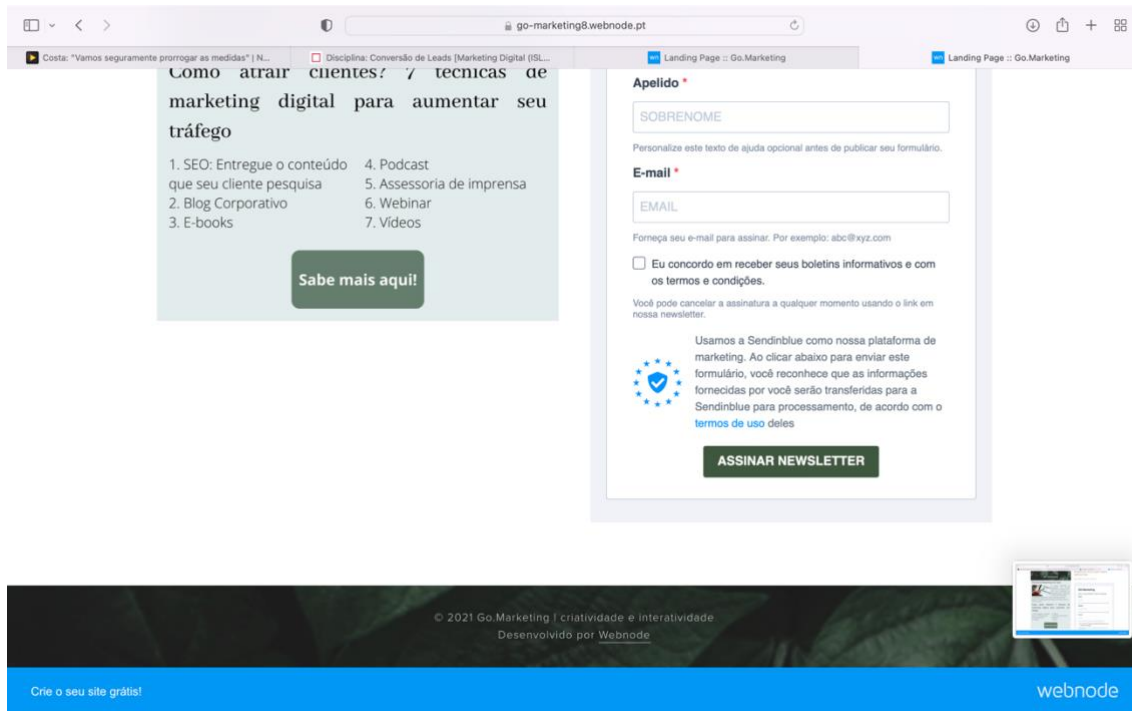 go-marketing8.webnode.pt
Costa: "Vamos seguramente prorrogar as medidas" | N...
Disciplina: Conversão de Leads [Marketing Digital (ISL...
Landing Page :: Go.Marketing
Landing Page :: Go.Marketing
Como atrair clientes? 7 técnicas de
marketing digital para aumentar seu
tráfego
1. SEO: Entregue o conteúdo
que seu cliente pesquisa
2. Blog Corporativo
3. E-books
4. Podcast
5. Assessoria de imprensa
6. Webinar
7. Vídeos
Sabe mais aqui!
Apelido *
SOBRENOME
Personalize este texto de ajuda opcional antes de publicar seu formulário.
E-mail *
EMAIL
Forneça seu e-mail para assinar. Por exemplo: abc@xyz.com
Eu concordo em receber seus boletins informativos e com
os termos e condições.
Você pode cancelar a assinatura a qualquer momento usando o link em
nossa newsletter.
Usamos a Sendinblue como nossa plataforma de
marketing. Ao clicar abaixo para enviar este
formulário, você reconhece que as informações
fornecidas por você serão transferidas para a
Sendinblue para processamento, de acordo com o
termos de uso deles
ASSINAR NEWSLETTER
© 2021 Go.Marketing | criatividade e interatividade
Desenvolvido por Webnode
Crie o seu site grátis!
webnode